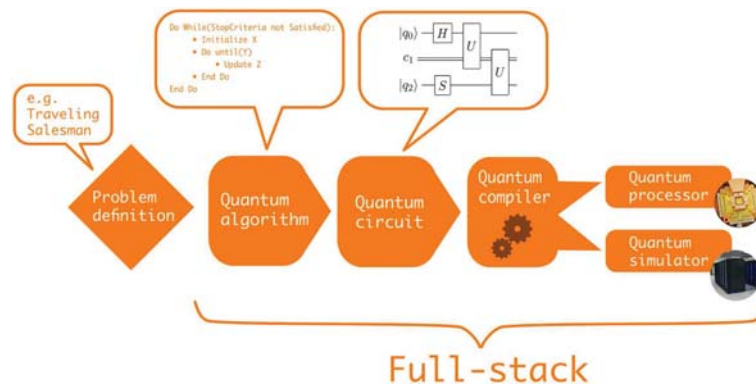 Do While(StopCriteria not Satisfied):
• Initialize X
• Do until(Y)
• Update Z
• End Do
End Do
|q₀⟩ H U
c₁ U
|q₂⟩ S
e.g.
Traveling
Salesman
Problem
definition
Quantum
algorithm
Quantum
circuit
Quantum
compiler
Quantum
processor
Quantum
simulator
Full-stack